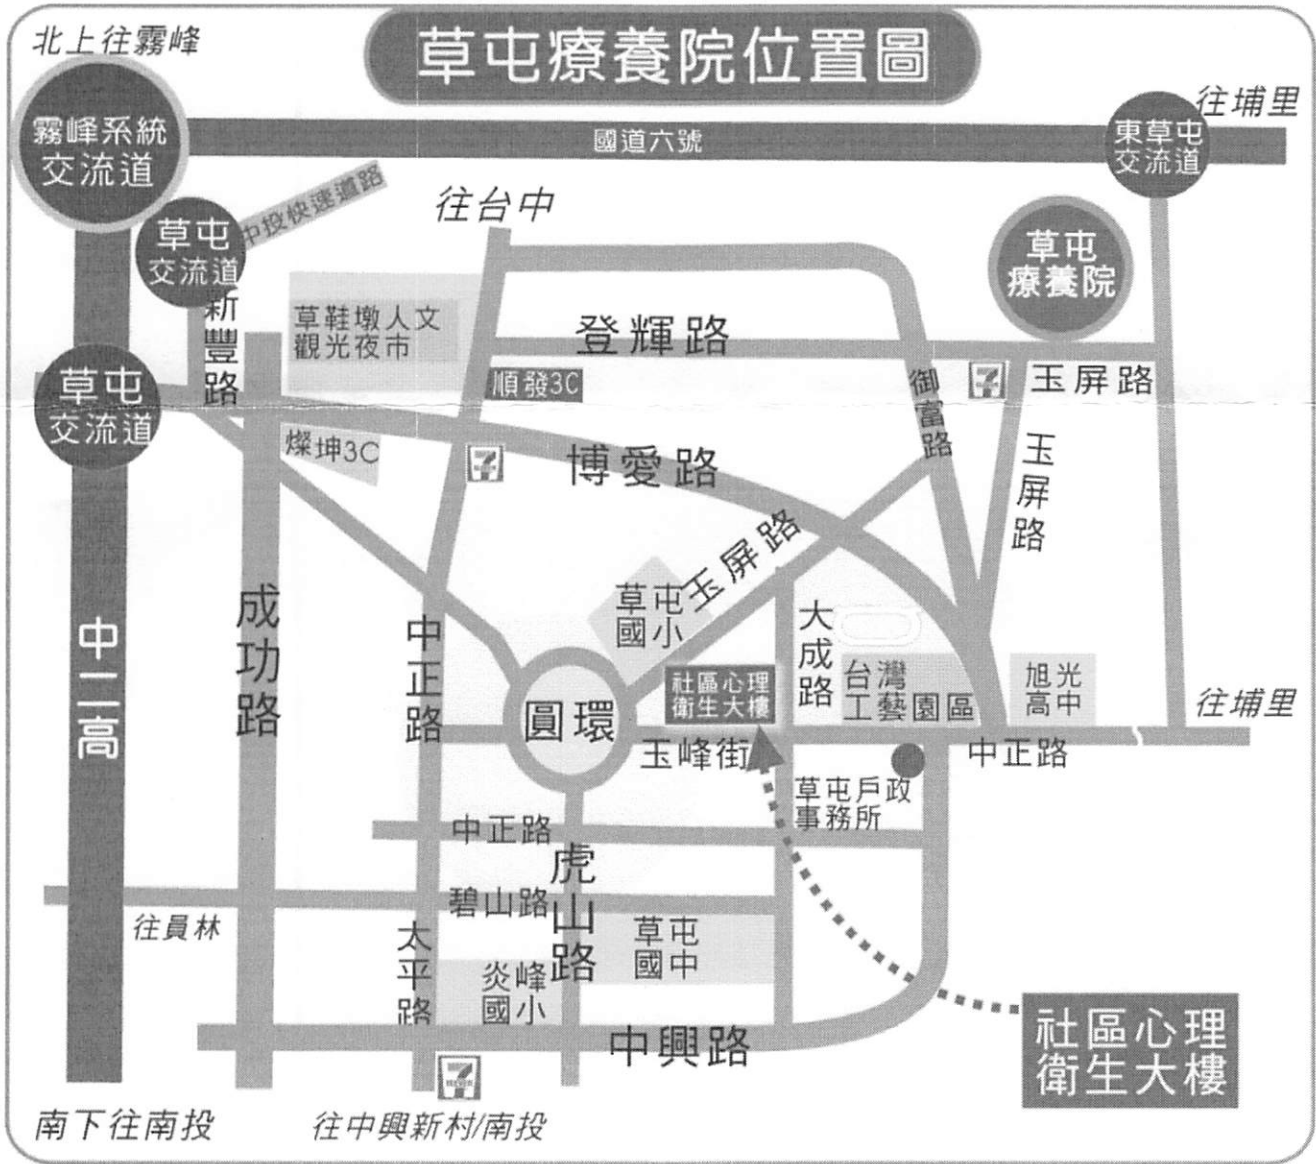 草屯療養院位置圖
北上往霧峰
霧峰系統
交流道
國道六號
往埔里
東草屯
交流道
中投快速道路
往台中
草屯
交流道
草屯
療養院
新豐路
草鞋墩人文
觀光夜市
登輝路
順發3C
御富路
7
玉屏路
草屯
交流道
燦坤3C
7
博愛路
玉屏路
玉屏路
草屯
國小
成功路
中正路
大成路
中二高
圓環
社區心理
衛生大樓
台灣
工藝園區
旭光
高中
往埔里
玉峰街
中正路
草屯戶政
事務所
中正路
虎山路
碧山路
往員林
太平路
炎峰
國小
草屯
國中
中興路
社區心理
衛生大樓
7
南下往南投
往中興新村/南投